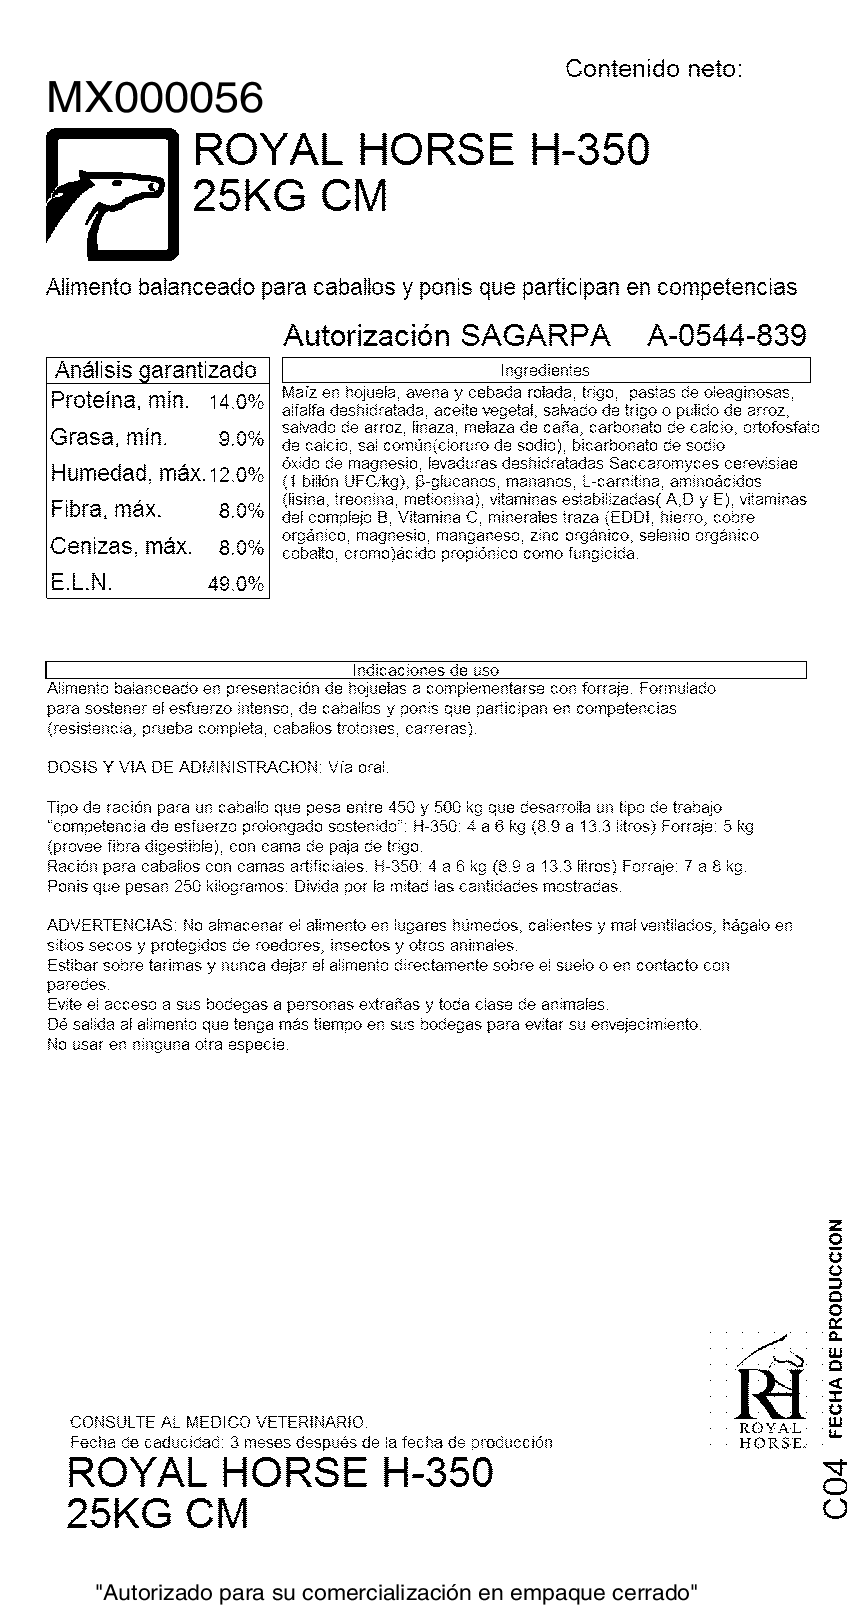 Contenido neto:
MX000056
ROYAL HORSE H-350
25KG CM
Alimento balanceado para caballos y ponis que participan en competencias
Autorización SAGARPA A-0544-839
Análisis garantizado
Proteína, mín. 14.0%
Grasa, mín. 9.0%
Humedad, máx. 12.0%
Fibra, máx. 8.0%
Cenizas, máx. 8.0%
E.L.N. 49.0%
Ingredientes
Maíz en hojuela, avena y cebada rolada, trigo, pastas de oleaginosas,
alfalfa deshidratada, aceite vegetal, salvado de trigo o pulido de arroz,
salvado de arroz, linaza, melaza de caña, carbonato de calcio, ortofosfato
de calcio, sal común(cloruro de sodio), bicarbonato de sodio
óxido de magnesio, levaduras deshidratadas Saccaromyces cerevisiae
(1 billón UFC/kg), β-glucanos, mananos, L-carnitina, aminoácidos
(lisina, treonina, metionina), vitaminas estabilizadas( A,D y E), vitaminas
del complejo B, Vitamina C, minerales traza (EDDI, hierro, cobre
orgánico, magnesio, manganeso, zinc orgánico, selenio orgánico
cobalto, cromo)ácido propiónico como fungicida.
Indicaciones de uso
Alimento balanceado en presentación de hojuelas a complementarse con forraje. Formulado
para sostener el esfuerzo intenso, de caballos y ponis que participan en competencias
(resistencia, prueba completa, caballos trotones, carreras).
DOSIS Y VIA DE ADMINISTRACION: Vía oral.
Tipo de ración para un caballo que pesa entre 450 y 500 kg que desarrolla un tipo de trabajo
"competencia de esfuerzo prolongado sostenido": H-350: 4 a 6 kg (8.9 a 13.3 litros) Forraje: 5 kg
(provee fibra digestible), con cama de paja de trigo.
Ración para caballos con camas artificiales. H-350: 4 a 6 kg (8.9 a 13.3 litros) Forraje: 7 a 8 kg.
Ponis que pesan 250 kilogramos: Divida por la mitad las cantidades mostradas.
ADVERTENCIAS: No almacenar el alimento en lugares húmedos, calientes y mal ventilados, hágalo en
sitios secos y protegidos de roedores, insectos y otros animales.
Estibar sobre tarimas y nunca dejar el alimento directamente sobre el suelo o en contacto con
paredes.
Evite el acceso a sus bodegas a personas extrañas y toda clase de animales.
Dé salida al alimento que tenga más tiempo en sus bodegas para evitar su envejecimiento.
No usar en ninguna otra especie.
FECHA DE PRODUCCION
C04
RH
ROYAL
HORSE
CONSULTE AL MEDICO VETERINARIO.
Fecha de caducidad: 3 meses después de la fecha de producción
ROYAL HORSE H-350
25KG CM
"Autorizado para su comercialización en empaque cerrado"